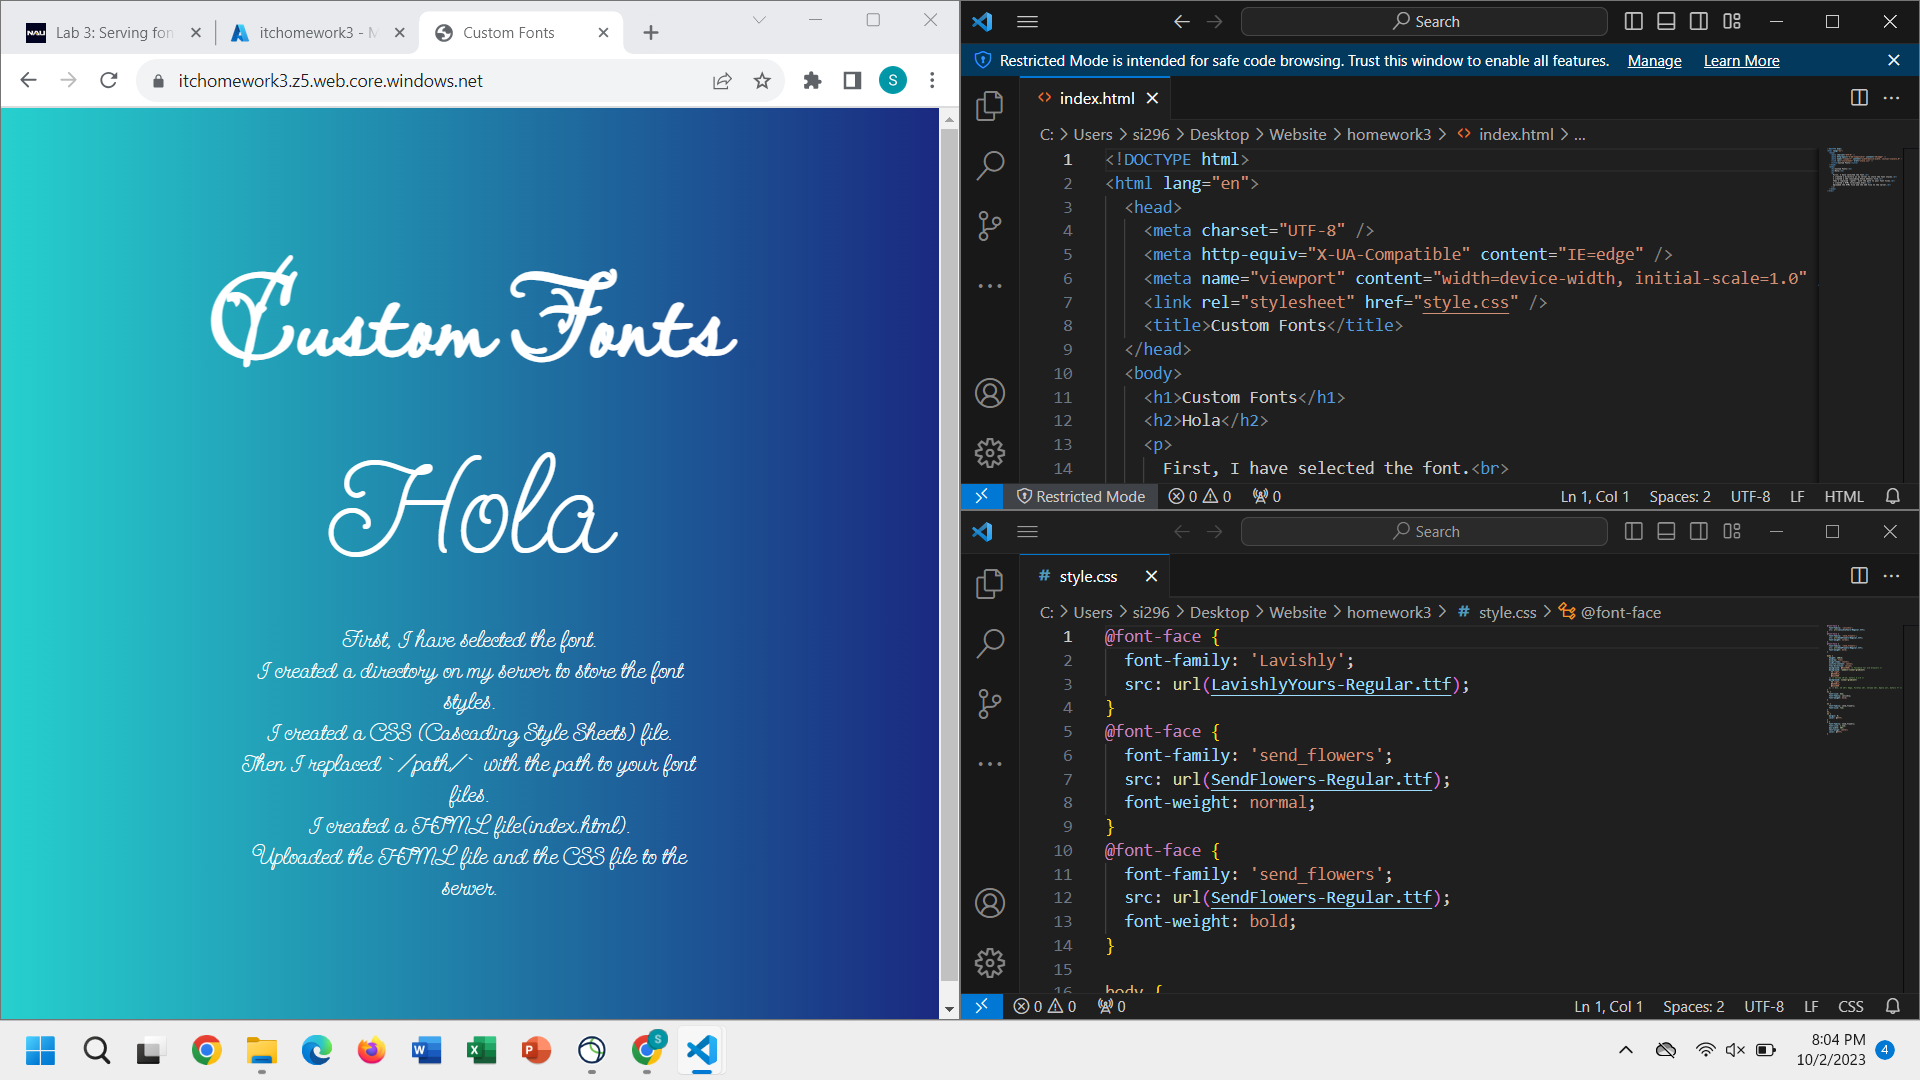 NAU Lab 3: Serving fon
itchomework3 - M
Custom Fonts
itchomework3.z5.web.core.windows.net
S
Custom Fonts
Hola
First, I have selected the font.
I created a directory on my server to store the font
styles.
I created a CSS (Cascading Style Sheets) file.
Then I replaced `/path/` with the path to your font
files.
I created a HTML file(index.html).
Uploaded the HTML file and the CSS file to the
server.
Search
Restricted Mode is intended for safe code browsing. Trust this window to enable all features. Manage Learn More
index.html
C: > Users > si296 > Desktop > Website > homework3 > <> index.html > ...
1 <!DOCTYPE html>
2 <html lang="en">
3 <head>
4 <meta charset="UTF-8" />
5 <meta http-equiv="X-UA-Compatible" content="IE=edge" />
6 <meta name="viewport" content="width=device-width, initial-scale=1.0"
7 <link rel="stylesheet" href="style.css" />
8 <title>Custom Fonts</title>
9 </head>
10 <body>
11 <h1>Custom Fonts</h1>
12 <h2>Hola</h2>
13 <p>
14 First, I have selected the font.<br>
Restricted Mode 0 0 0 Ln 1, Col 1 Spaces: 2 UTF-8 LF HTML
Search
# style.css
C: > Users > si296 > Desktop > Website > homework3 > # style.css > @font-face
1 @font-face {
2 font-family: 'Lavishly';
3 src: url(LavishlyYours-Regular.ttf);
4 }
5 @font-face {
6 font-family: 'send_flowers';
7 src: url(SendFlowers-Regular.ttf);
8 font-weight: normal;
9 }
10 @font-face {
11 font-family: 'send_flowers';
12 src: url(SendFlowers-Regular.ttf);
13 font-weight: bold;
14 }
15
16 body {
0 0 0 Ln 1, Col 1 Spaces: 2 UTF-8 LF CSS
W X P S
8:04 PM
10/2/2023 4